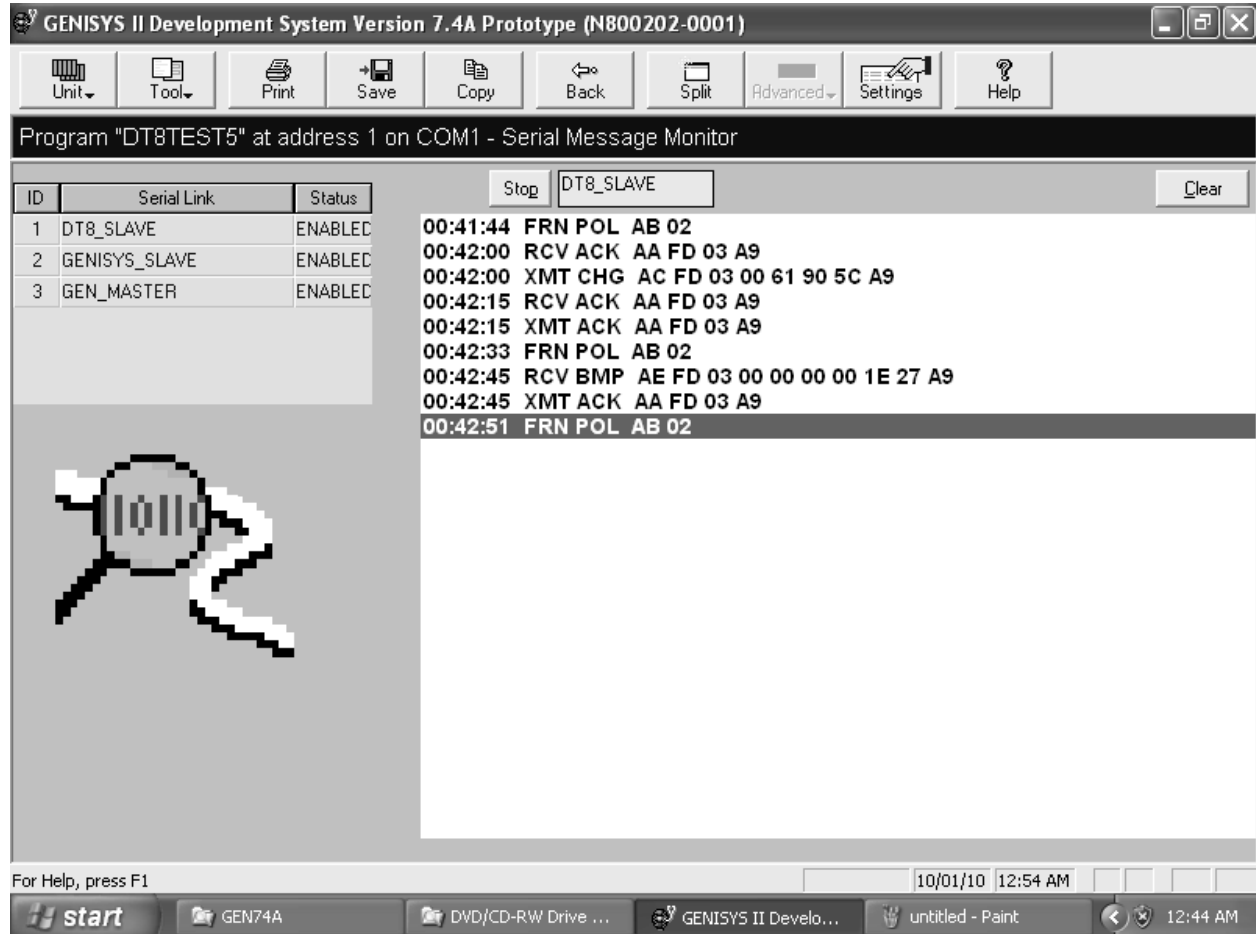 GENISYS II Development System Version 7.4A Prototype (N800202-0001)
Unit Tool Print Save Copy Back Split Advanced Settings Help
Program "DT8TEST5" at address 1 on COM1 - Serial Message Monitor
Stop DT8_SLAVE Clear
ID Serial Link Status
1 DT8_SLAVE ENABLED
2 GENISYS_SLAVE ENABLED
3 GEN_MASTER ENABLED
00:41:44 FRN POL AB 02
00:42:00 RCV ACK AA FD 03 A9
00:42:00 XMT CHG AC FD 03 00 61 90 5C A9
00:42:15 RCV ACK AA FD 03 A9
00:42:15 XMT ACK AA FD 03 A9
00:42:33 FRN POL AB 02
00:42:45 RCV BMP AE FD 03 00 00 00 00 1E 27 A9
00:42:45 XMT ACK AA FD 03 A9
00:42:51 FRN POL AB 02
For Help, press F1
10/01/10 12:54 AM
start GEN74A DVD/CD-RW Drive ... GENISYS II Develo... untitled - Paint 12:44 AM